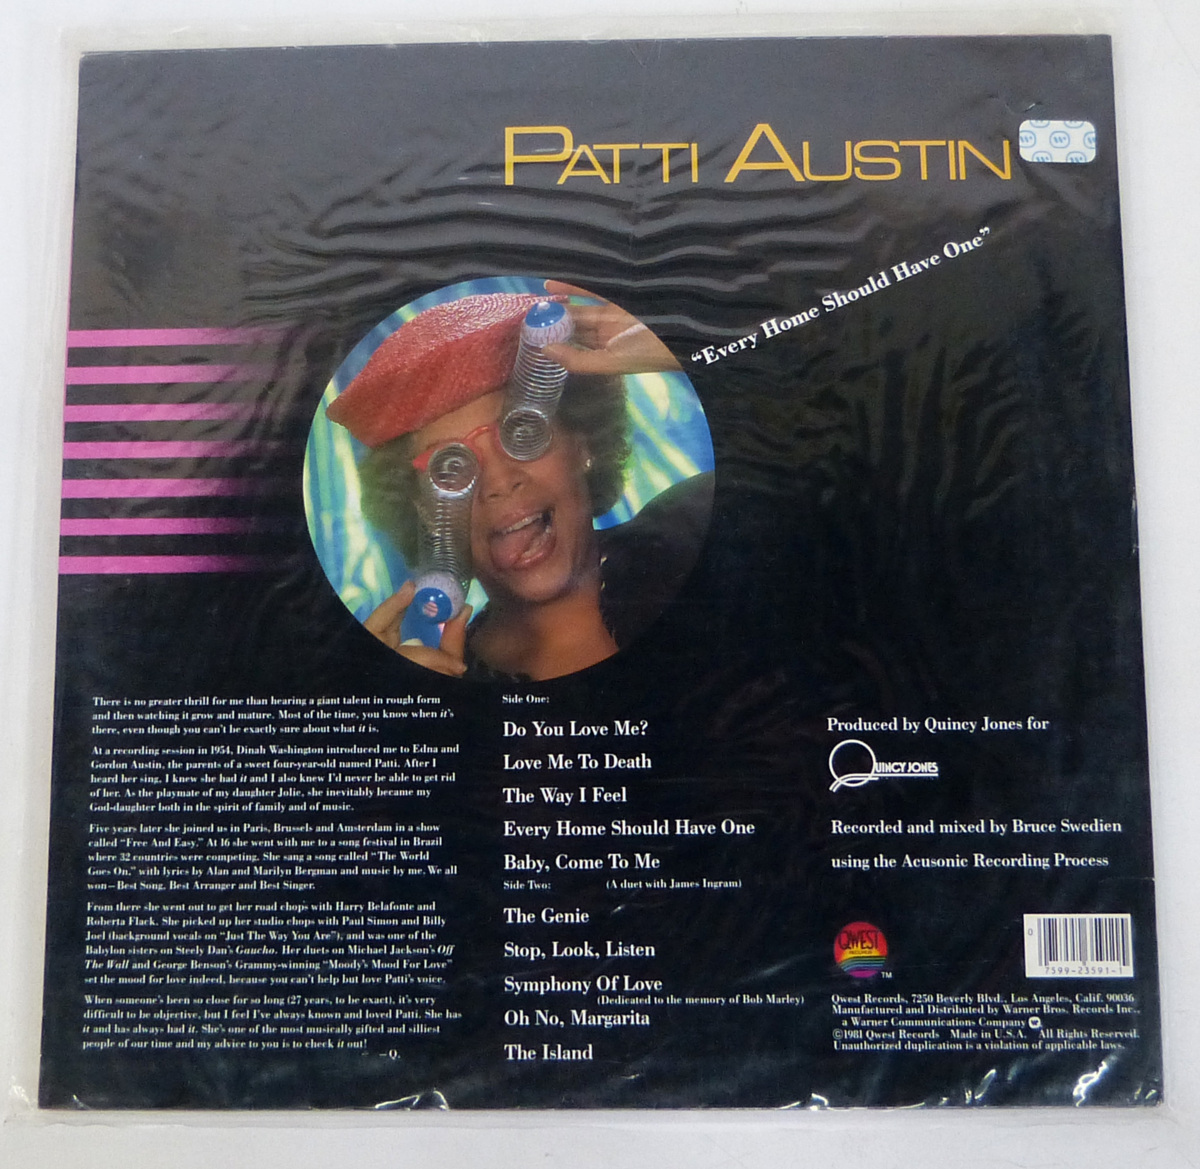 PATTI AUSTIN
“Every Home Should Have One”
There is no greater thrill for me than hearing a giant talent in rough form
and then watching it grow and mature. Most of the time, you know when it's
there, even though you can't be exactly sure about what it is.
At a recording session in 1954, Dinah Washington introduced me to Edna and
Gordon Austin, the parents of a sweet four-year-old named Patti. After I
heard her sing, I knew she had it and I also knew I'd never be able to get rid
of her. As the playmate of my daughter Jolie, she inevitably became my
God-daughter both in the spirit of family and of music.
Five years later she joined us in Paris, Brussels and Amsterdam in a show
called “Free And Easy.” At 16 she went with me to a song festival in Brazil
where 32 countries were competing. She sang a song called “The World
Goes On,” with lyrics by Alan and Marilyn Bergman and music by me. We all
won—Best Song, Best Arranger and Best Singer.
From there she went out to get her road chops with Harry Belafonte and
Roberta Flack. She picked up her studio chops with Paul Simon and Billy
Joel (background vocals on “Just The Way You Are”), and was one of the
Babylon sisters on Steely Dan's Gaucho. Her duets on Michael Jackson's Off
The Wall and George Benson's Grammy-winning “Moody's Mood For Love”
set the mood for love indeed, because you can't help but love Patti's voice.
When someone's been so close for so long (27 years, to be exact), it's very
difficult to be objective, but I feel I've always known and loved Patti. She has
it and has always had it. She's one of the most musically gifted and silliest
people of our time and my advice to you is to check it out!
—Q.
Side One:
Do You Love Me?
Love Me To Death
The Way I Feel
Every Home Should Have One
Baby, Come To Me
Side Two: (A duet with James Ingram)
The Genie
Stop, Look, Listen
Symphony Of Love
(Dedicated to the memory of Bob Marley)
Oh No, Margarita
The Island
Produced by Quincy Jones for
QUINCY JONES
Recorded and mixed by Bruce Swedien
using the Acusonic Recording Process
QWEST
RECORDS
TM
0
7599-23591-1
Qwest Records, 7250 Beverly Blvd., Los Angeles, Calif. 90036
Manufactured and Distributed by Warner Bros. Records Inc.,
a Warner Communications Company
©1981 Qwest Records Made in U.S.A. All Rights Reserved.
Unauthorized duplication is a violation of applicable laws.